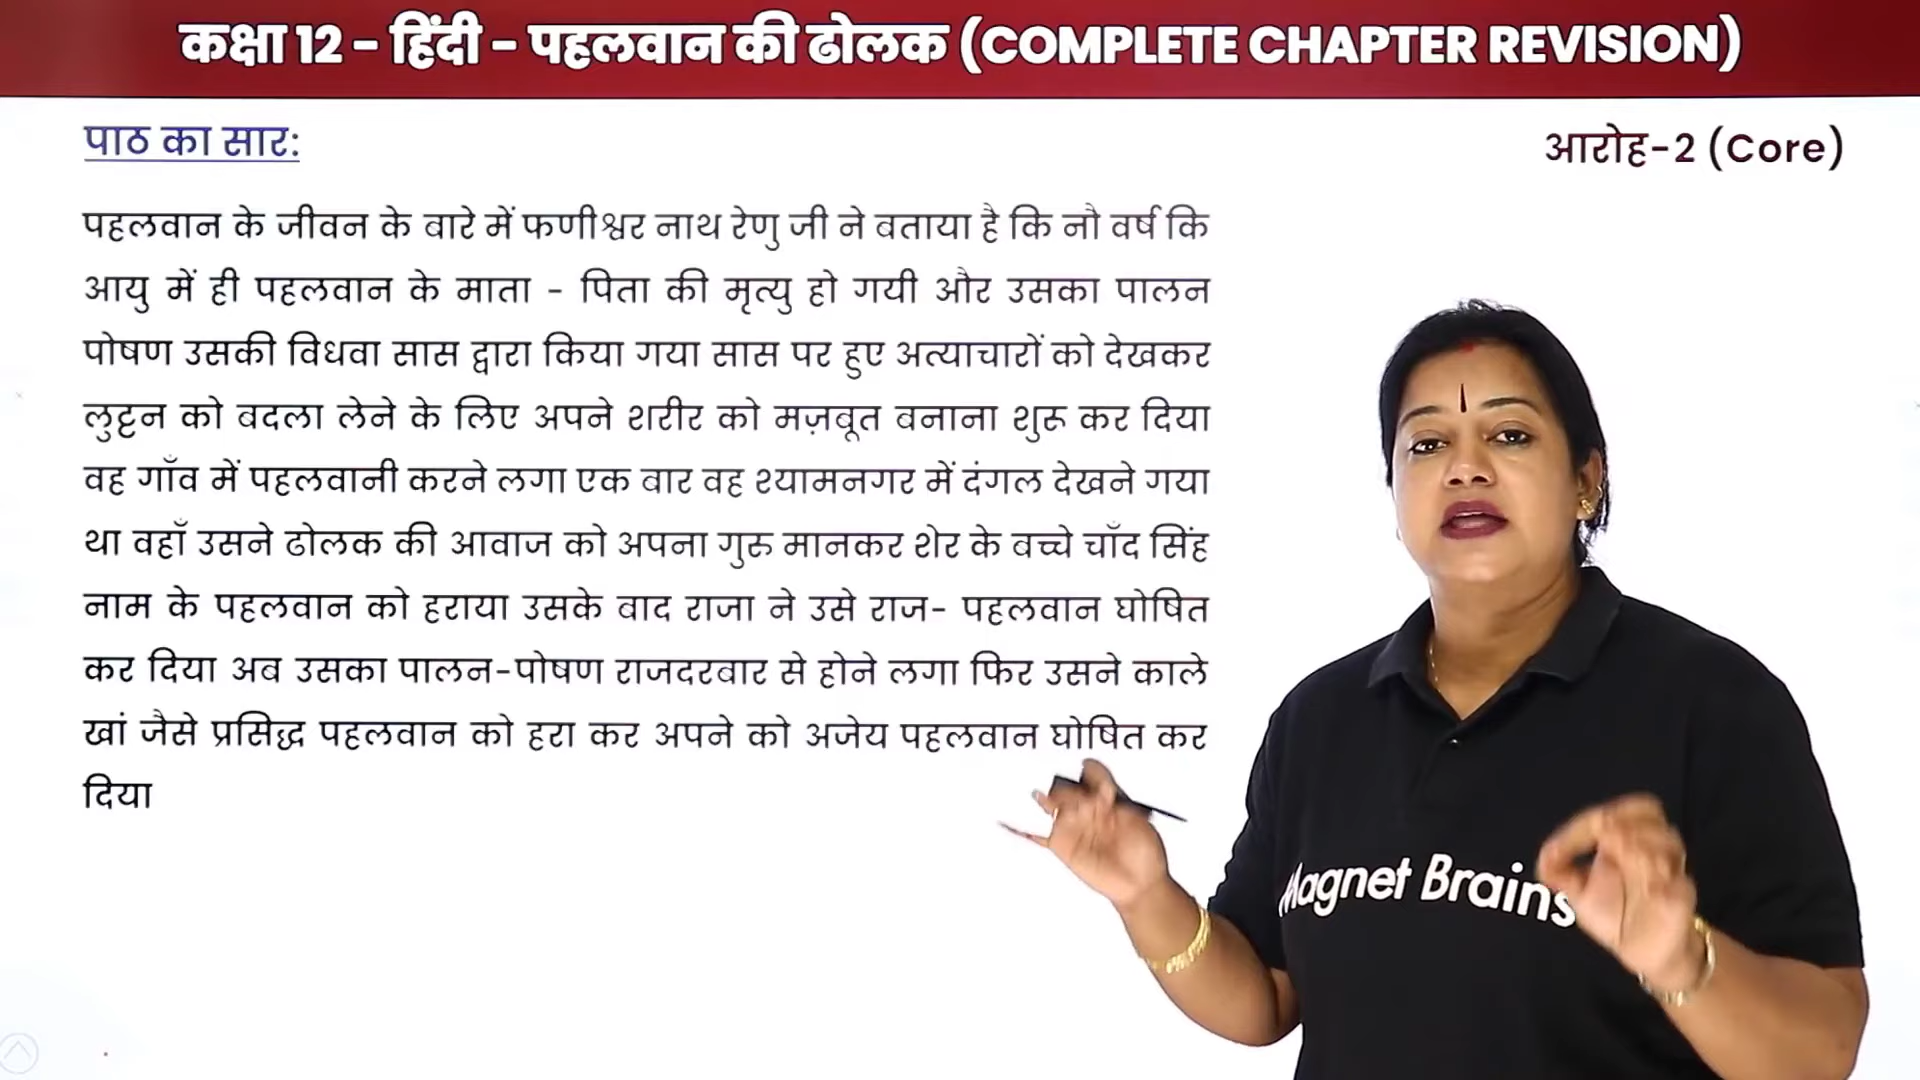 कक्षा 12 - हिंदी - पहलवान की ढोलक (COMPLETE CHAPTER REVISION)
पाठ का सार:
आरोह-2 (Core)
पहलवान के जीवन के बारे में फणीश्वर नाथ रेणु जी ने बताया है कि नौ वर्ष कि
आयु में ही पहलवान के माता - पिता की मृत्यु हो गयी और उसका पालन
पोषण उसकी विधवा सास द्वारा किया गया सास पर हुए अत्याचारों को देखकर
लुट्टन को बदला लेने के लिए अपने शरीर को मज़बूत बनाना शुरू कर दिया
वह गाँव में पहलवानी करने लगा एक बार वह श्यामनगर में दंगल देखने गया
था वहाँ उसने ढोलक की आवाज को अपना गुरु मानकर शेर के बच्चे चाँद सिंह
नाम के पहलवान को हराया उसके बाद राजा ने उसे राज- पहलवान घोषित
कर दिया अब उसका पालन-पोषण राजदरबार से होने लगा फिर उसने काले
खां जैसे प्रसिद्ध पहलवान को हरा कर अपने को अजेय पहलवान घोषित कर
दिया
Magnet Brains